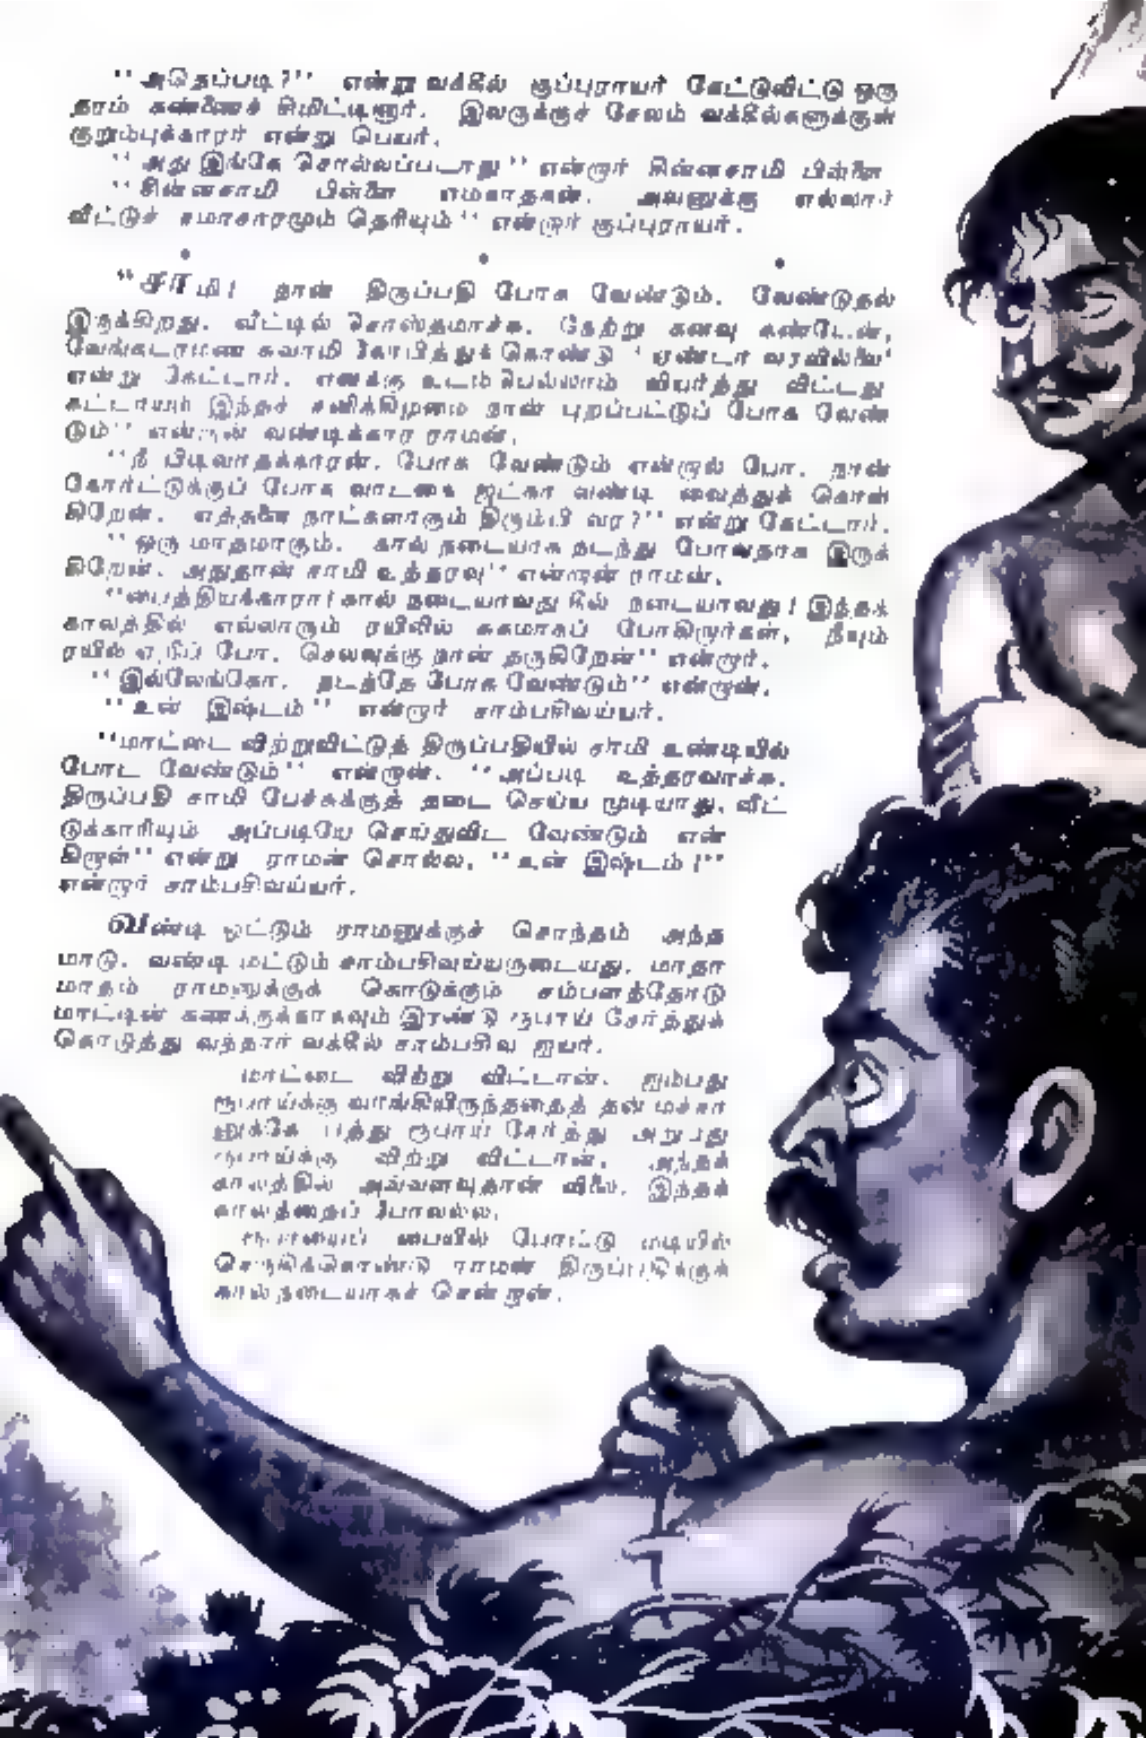 "அதெப்படி?" என்று வக்கில் குப்புராயர் கேட்டுவிட்டு ஒரு
தரம் கண்ணைச் சிமிட்டினார். இவருக்குச் சேலம் வக்கில்களுக்குள்
குறும்புக்காரர் என்று பெயர்.
"அது இங்கே சொல்லப்படாது" என்றார் சின்னசாமி பிள்ளை
"சின்னசாமி பிள்ளை எமகாதகன். அவனுக்கு எல்லார்
வீட்டுச் சமாசாரமும் தெரியும்" என்றார் குப்புராயர்.
• • •
"சாமி! நான் திருப்பதி போக வேண்டும். வேண்டுதல்
இருக்கிறது. வீட்டில் சொஸ்தமாச்சு. நேற்று கனவு கண்டேன்,
வேங்கடரமண சுவாமி கோபித்துக் கொண்டு 'ஏண்டா வரவில்லை'
என்று கேட்டார். எனக்கு உடம்பெல்லாம் வியர்த்து விட்டது
கட்டாயம் இந்தச் சனிக்கிழமை நான் புறப்பட்டுப் போக வேண்
டும்" என்றான் வண்டிக்கார ராமன்.
"நீ பிடிவாதக்காரன். போக வேண்டும் என்றால் போ. நான்
கோர்ட்டுக்குப் போக வாடகை ஜட்கா வண்டி வைத்துக் கொள்
கிறேன். எத்தனை நாட்களாகும் திரும்பி வர?" என்று கேட்டார்.
"ஒரு மாதமாகும். கால் நடையாக நடந்து போவதாக இருக்
கிறேன். அதுதான் சாமி உத்தரவு" என்றான் ராமன்.
"பைத்தியக்காரா! கால் நடையாவது கீல் நடையாவது! இந்தக்
காலத்தில் எல்லாரும் ரயிலில் சுகமாகப் போகிறார்கள், நீயும்
ரயில் ஏறிப் போ. செலவுக்கு நான் தருகிறேன்" என்றார்.
"இல்லேங்கோ. நடந்தே போக வேண்டும்" என்றான்.
"உன் இஷ்டம்" என்றார் சாம்பசிவய்யர்.
"மாட்டை விற்றுவிட்டுத் திருப்பதியில் சாமி உண்டியில்
போட வேண்டும்" என்றான். "அப்படி உத்தரவாச்சு.
திருப்பதி சாமி பேச்சுக்குத் தடை செய்ய முடியாது. வீட்
டுக்காரியும் அப்படியே செய்துவிட வேண்டும் என்
கிறாள்" என்று ராமன் சொல்ல, "உன் இஷ்டம்!"
என்றார் சாம்பசிவய்யர்.
வண்டி ஓட்டும் ராமனுக்குச் சொந்தம் அந்த
மாடு. வண்டி மட்டும் சாம்பசிவய்யருடையது. மாதா
மாதம் ராமனுக்குக் கொடுக்கும் சம்பளத்தோடு
மாட்டின் கணக்குக்காகவும் இரண்டு ரூபாய் சேர்த்துக்
கொடுத்து வந்தார் வக்கீல் சாம்பசிவ ஐயர்.
மாட்டை விற்று விட்டான். ஐம்பது
ரூபாய்க்கு வாங்கியிருந்ததைத் தன் மச்சா
னுக்கே பத்து ரூபாய் சேர்த்து அறுபது
ரூபாய்க்கு விற்று விட்டான். அந்தக்
காலத்தில் அவ்வளவுதான் விலை. இந்தக்
காலத்தைப் போலல்ல.
ரூபாயைப் பையில் போட்டு மடியில்
செருகிக்கொண்டு ராமன் திருப்பதிக்குக்
கால்நடையாகச் சென்றான்.